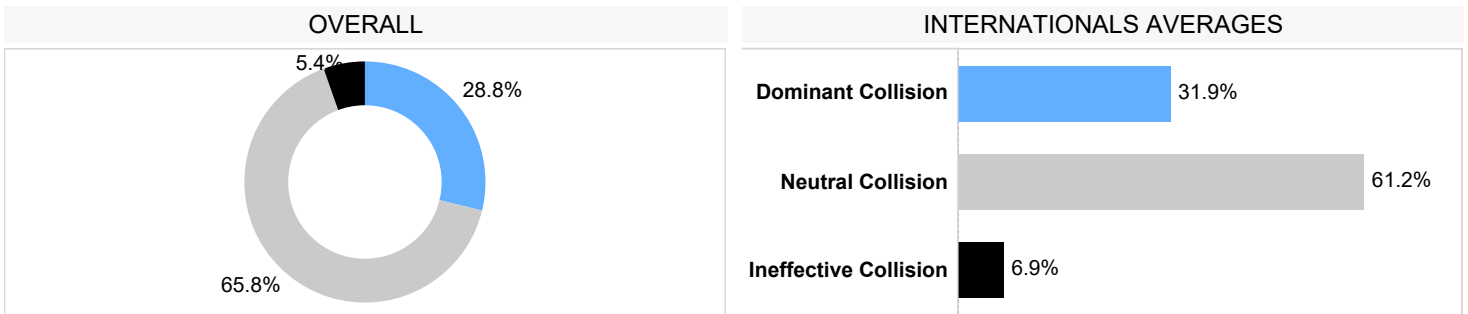 OVERALL
5.4%
28.8%
65.8%
INTERNATIONALS AVERAGES
Dominant Collision 31.9%
Neutral Collision 61.2%
Ineffective Collision 6.9%